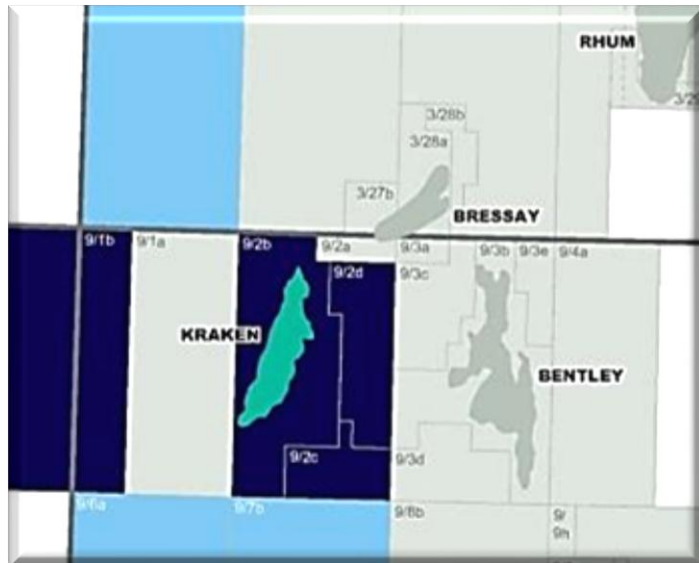 RHUM
3/29
3/28b
3/28a
3/27b
BRESSAY
9/1b
9/1a
9/2b
9/2a
9/3a
9/3b
9/3e
9/4a
9/2d
9/3c
KRAKEN
BENTLEY
9/2c
9/3d
9/6a
9/7b
9/8b
9/
9h